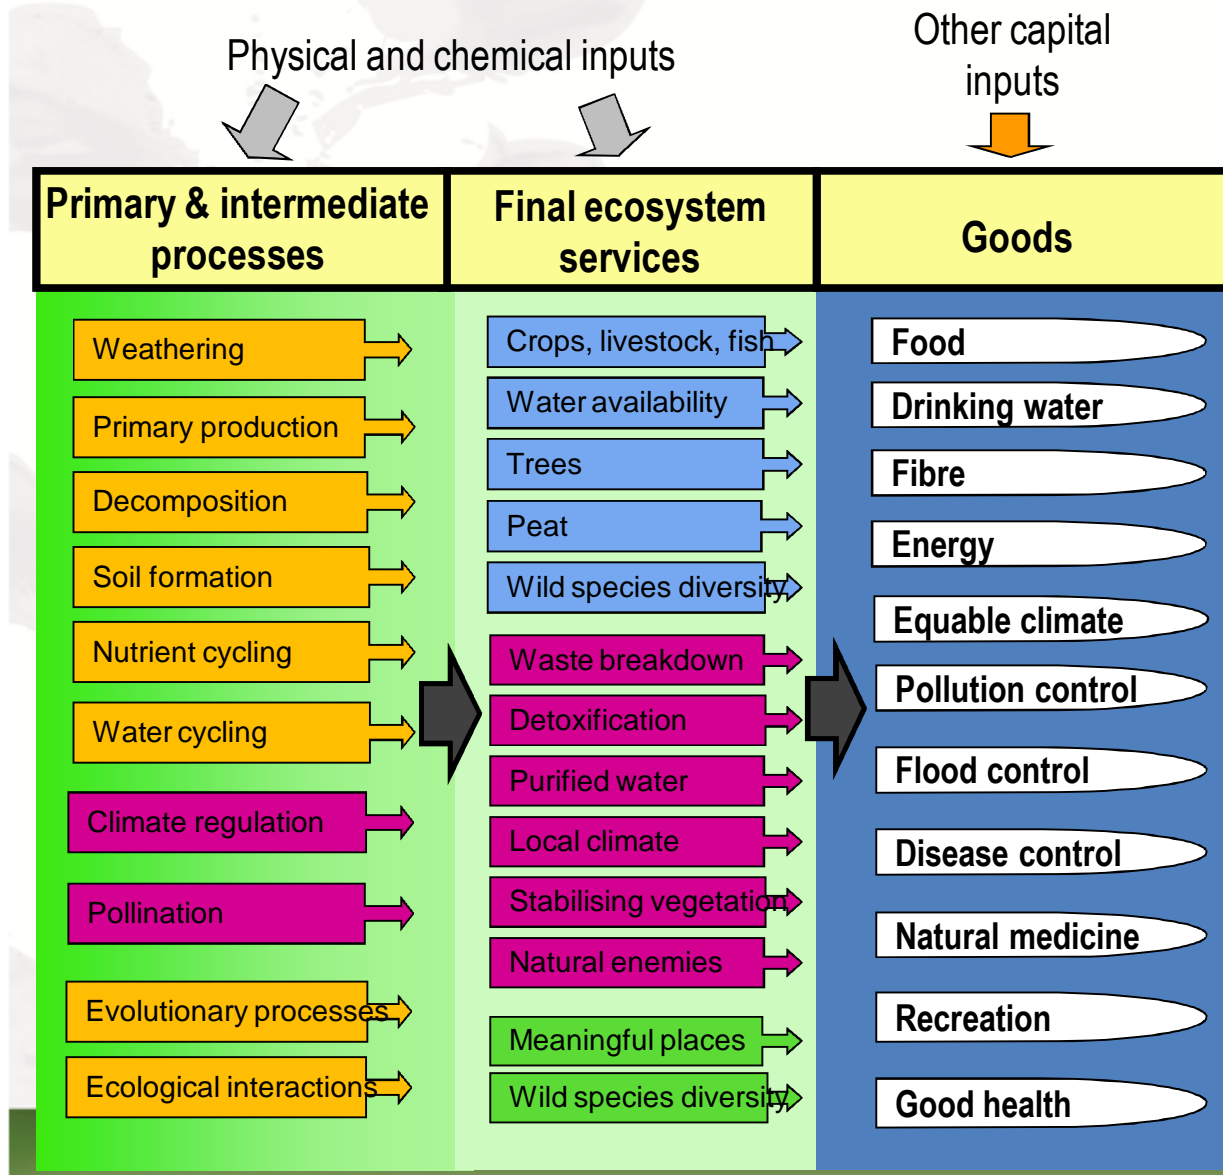 Physical and chemical inputs
Other capital
inputs
Primary & intermediate
processes
Final ecosystem
services
Goods
Weathering
Primary production
Decomposition
Soil formation
Nutrient cycling
Water cycling
Climate regulation
Pollination
Evolutionary processes
Ecological interactions
Crops, livestock, fish
Water availability
Trees
Peat
Wild species diversity
Waste breakdown
Detoxification
Purified water
Local climate
Stabilising vegetation
Natural enemies
Meaningful places
Wild species diversity
Food
Drinking water
Fibre
Energy
Equable climate
Pollution control
Flood control
Disease control
Natural medicine
Recreation
Good health